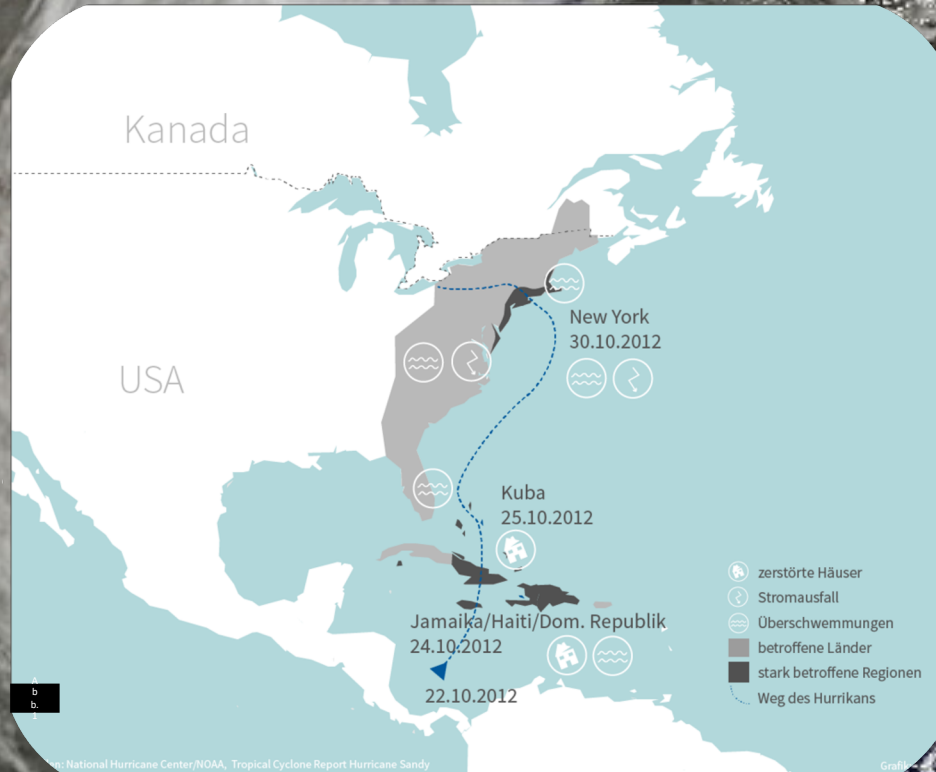 Kanada
USA
New York
30.10.2012
Kuba
25.10.2012
Jamaika/Haiti/Dom. Republik
24.10.2012
22.10.2012
zerstörte Häuser
Stromausfall
Überschwemmungen
betroffene Länder
stark betroffene Regionen
Weg des Hurrikans
A
b
b.
1
National Hurricane Center/NOAA, Tropical Cyclone Report Hurricane Sandy